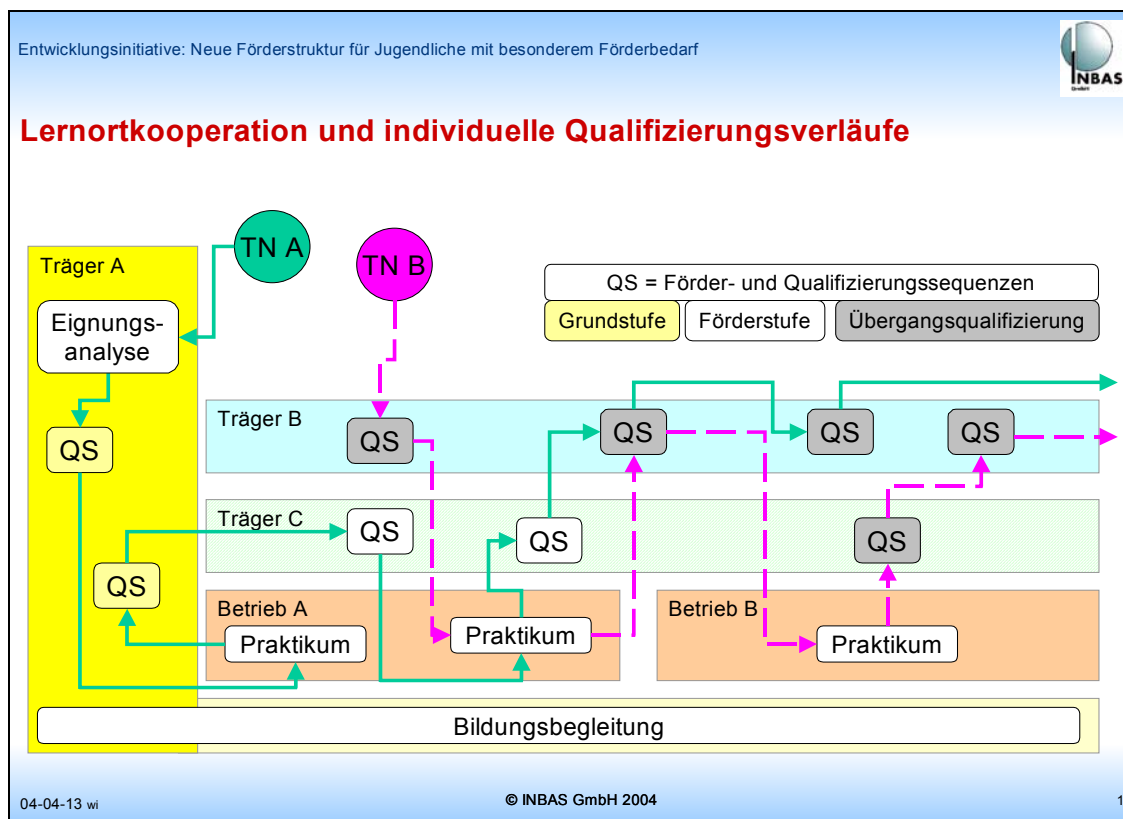 Entwicklungsinitiative: Neue Förderstruktur für Jugendliche mit besonderem Förderbedarf
INBAS
GmbH
Lernortkooperation und individuelle Qualifizierungsverläufe
TN A
TN B
Träger A
QS = Förder- und Qualifizierungssequenzen
Grundstufe
Förderstufe
Übergangsqualifizierung
Eignungs-
analyse
Träger B
QS
QS
QS
QS
QS
Träger C
QS
QS
QS
QS
Betrieb A
Praktikum
Praktikum
Betrieb B
Praktikum
Bildungsbegleitung
04-04-13 wi
© INBAS GmbH 2004
1